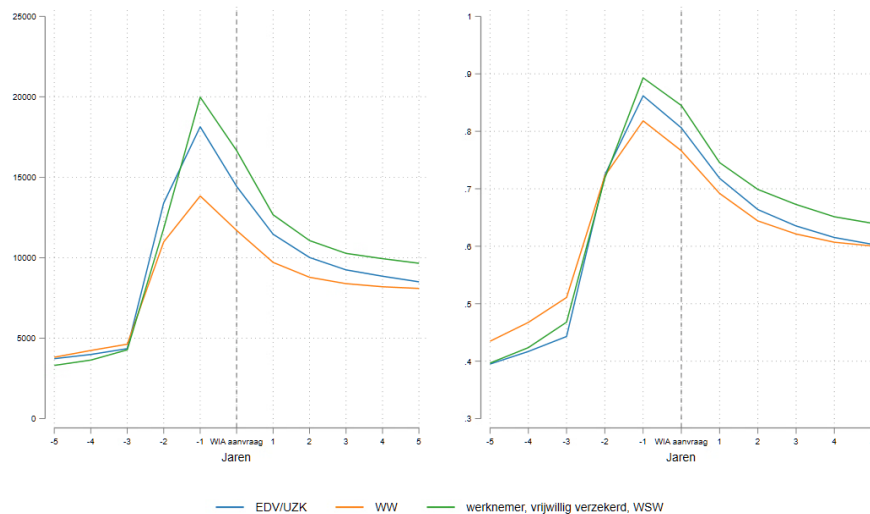 25000
20000
15000
10000
5000
0
-5 -4 -3 -2 -1 WIA aanvraag 1 2 3 4 5
Jaren
1
.9
.8
.7
.6
.5
.4
.3
-5 -4 -3 -2 -1 WIA aanvraag 1 2 3 4
Jaren
EDV/UZK WW werknemer, vrijwillig verzekerd, WSW